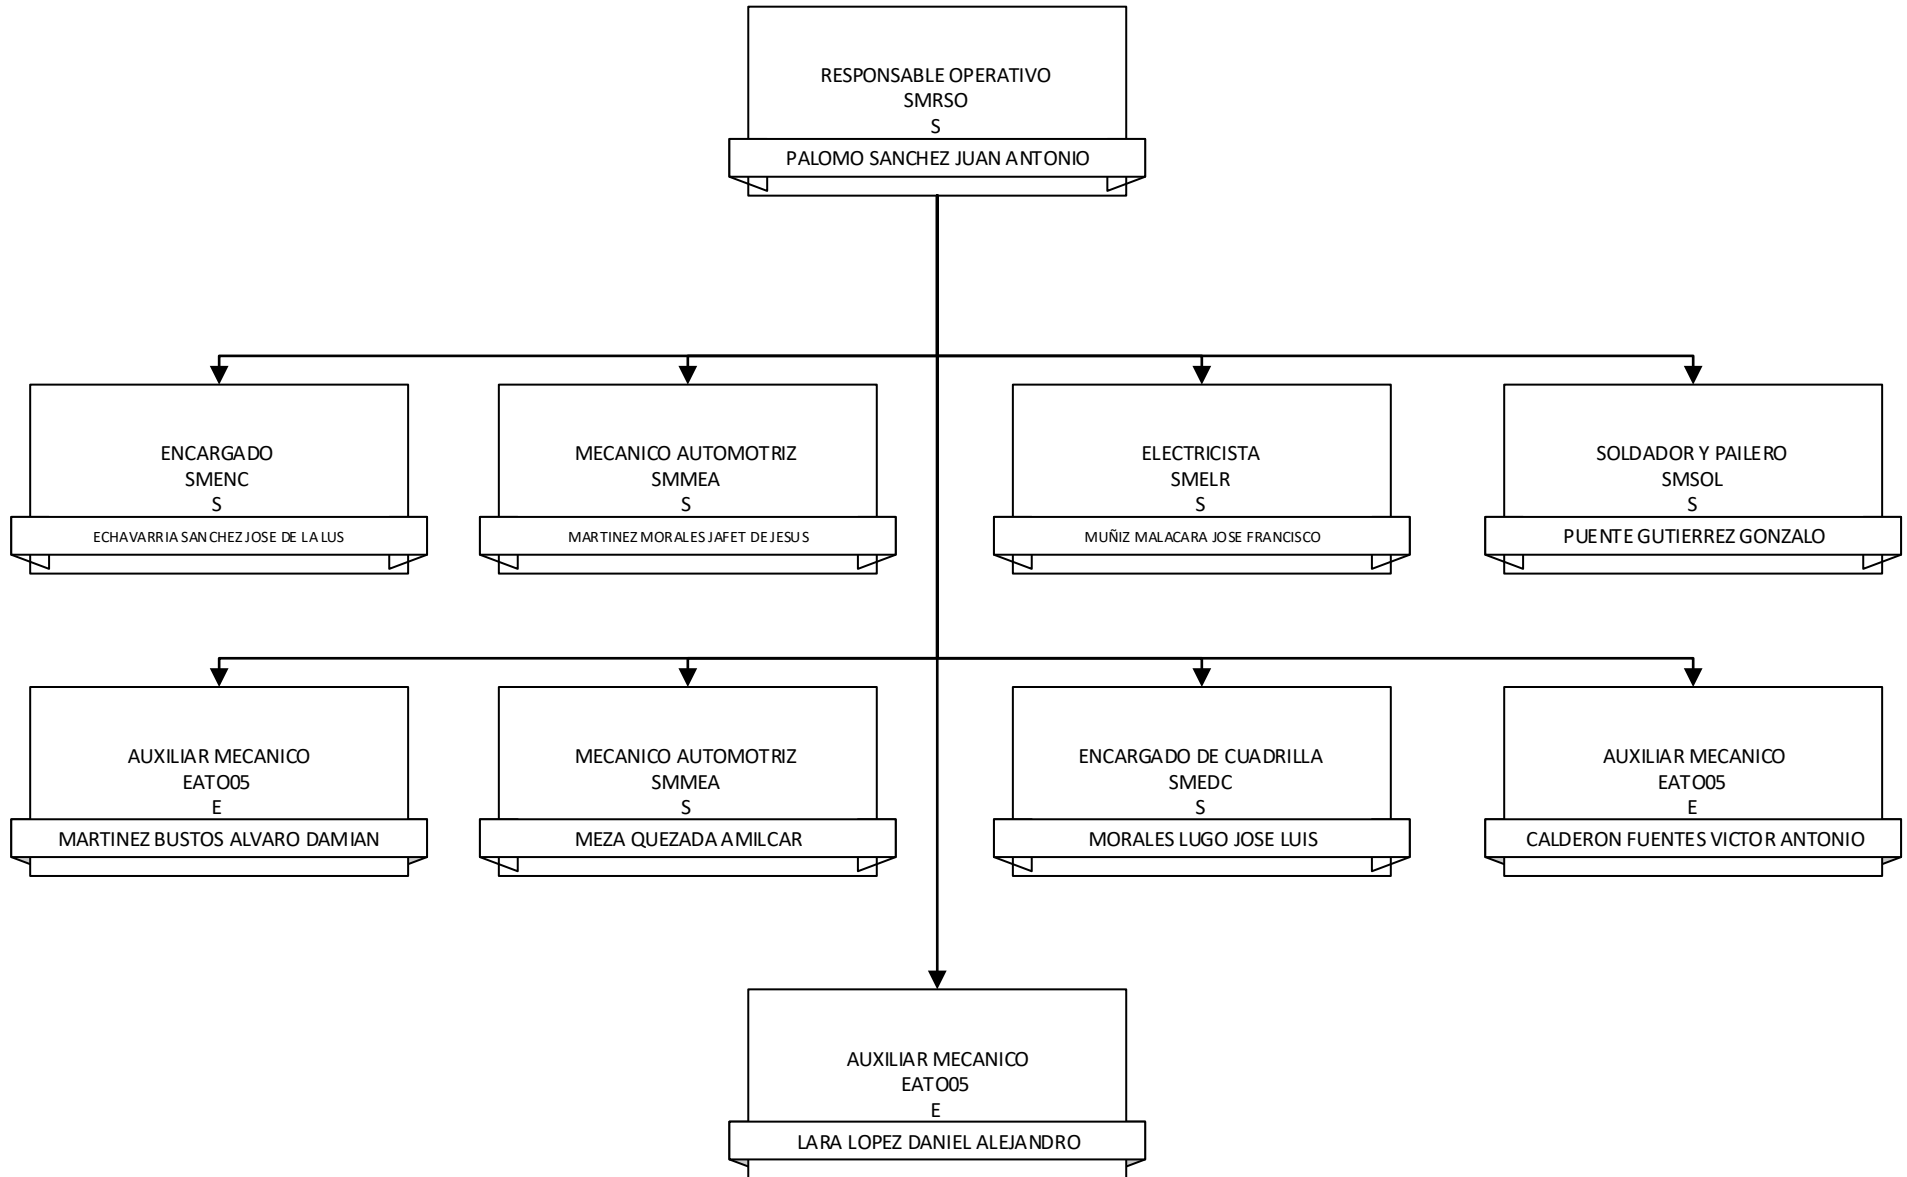 RESPONSABLE OPERATIVO
SMRSO
S
PALOMO SANCHEZ JUAN ANTONIO
ENCARGADO
SMENC
S
ECHAVARRIA SANCHEZ JOSE DE LA LUS
MECANICO AUTOMOTRIZ
SMMEA
S
MARTINEZ MORALES JAFET DE JESUS
ELECTRICISTA
SMELR
S
MUÑIZ MALACARA JOSE FRANCISCO
SOLDADOR Y PAILERO
SMSOL
S
PUENTE GUTIERREZ GONZALO
AUXILIAR MECANICO
EATO05
E
MARTINEZ BUSTOS ALVARO DAMIAN
MECANICO AUTOMOTRIZ
SMMEA
S
MEZA QUEZADA AMILCAR
ENCARGADO DE CUADRILLA
SMEDC
S
MORALES LUGO JOSE LUIS
AUXILIAR MECANICO
EATO05
E
CALDERON FUENTES VICTOR ANTONIO
AUXILIAR MECANICO
EATO05
E
LARA LOPEZ DANIEL ALEJANDRO